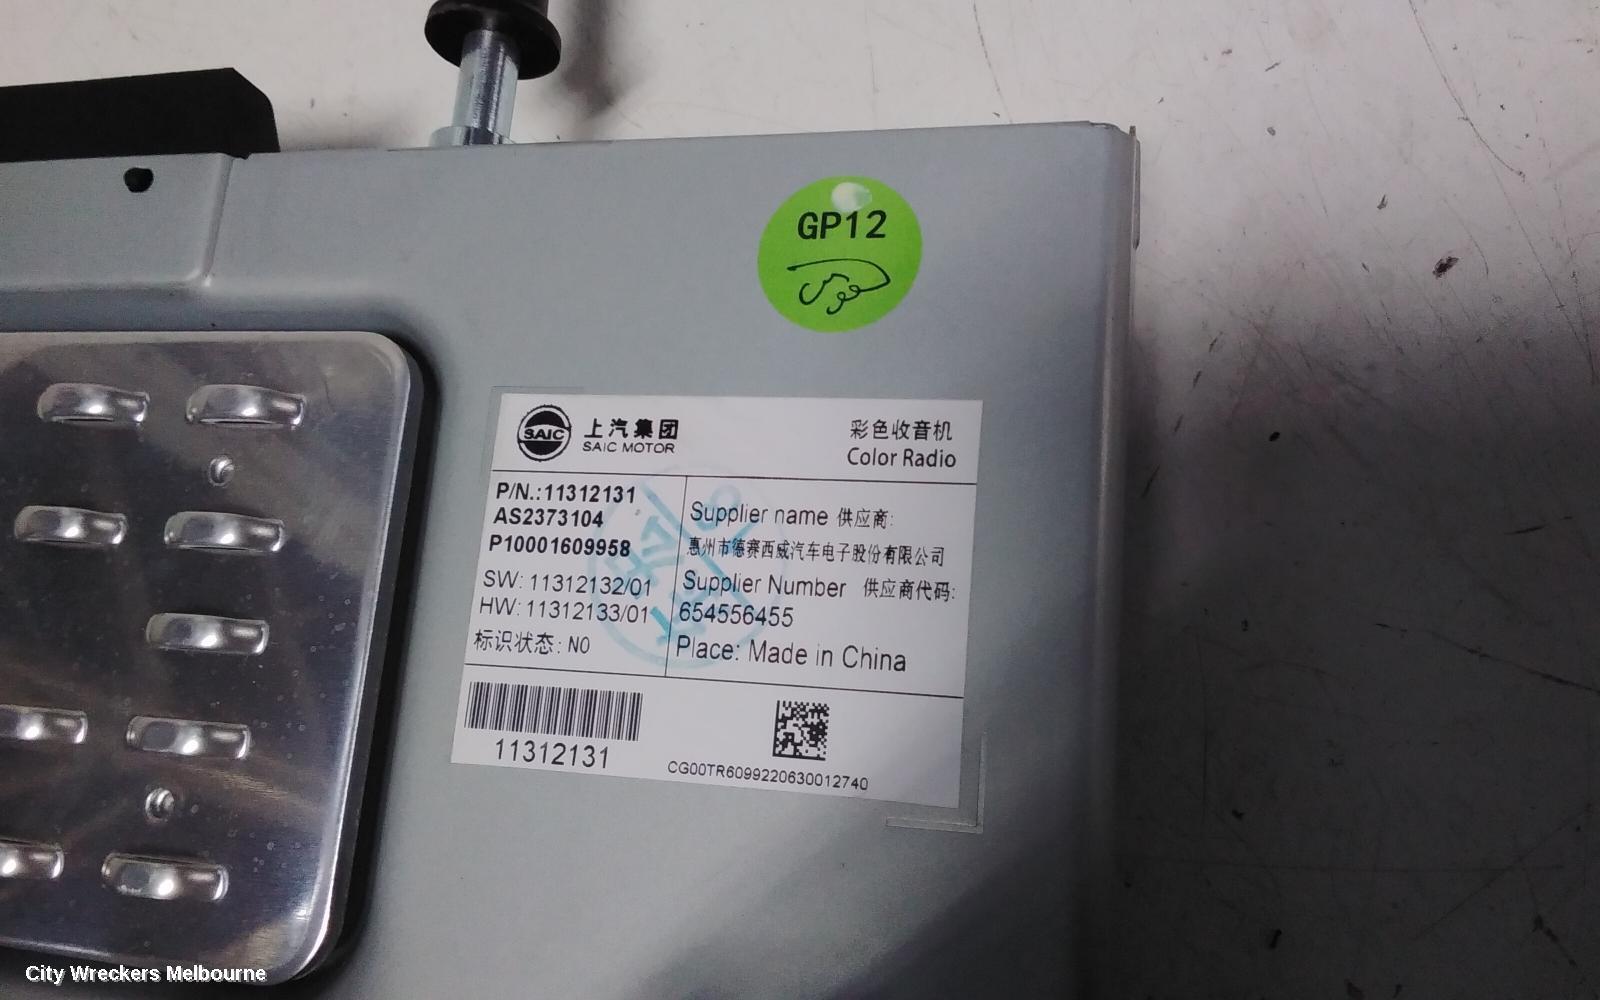 GP12
SAIC
上汽集团
SAIC MOTOR
彩色收音机
Color Radio
P/N.:11312131
AS2373104
P10001609958
SW: 11312132/01
HW: 11312133/01
标识状态: N0
Supplier name 供应商:
惠州市德赛西威汽车电子股份有限公司
Supplier Number 供应商代码:
654556455
Place: Made in China
11312131
CG00TR6099220630012740
City Wreckers Melbourne